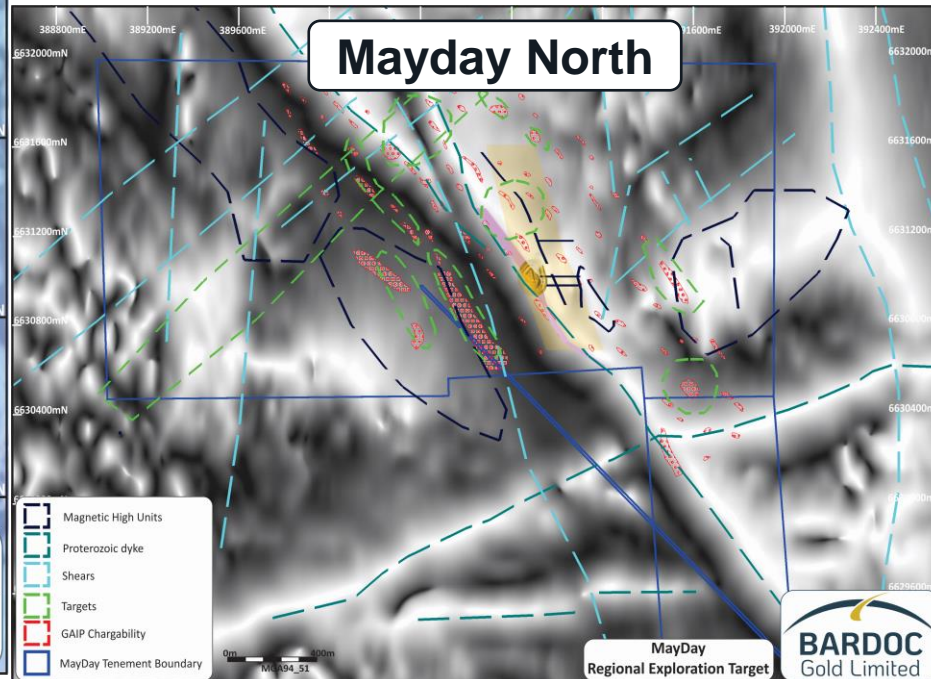 388800mE
389200mE
389600mE
392000mE
392400mE
Mayday North
6632000mN
6632000mN
6631600mN
6631600mN
6631200mN
6631200mN
6630800mN
6630400mN
6630400mN
6629600mN
Magnetic High Units
Proterozoic dyke
Shears
Targets
GAIP Chargability
MayDay Tenement Boundary
0m 400m
MGA94_51
MayDay
Regional Exploration Target
BARDOC
Gold Limited